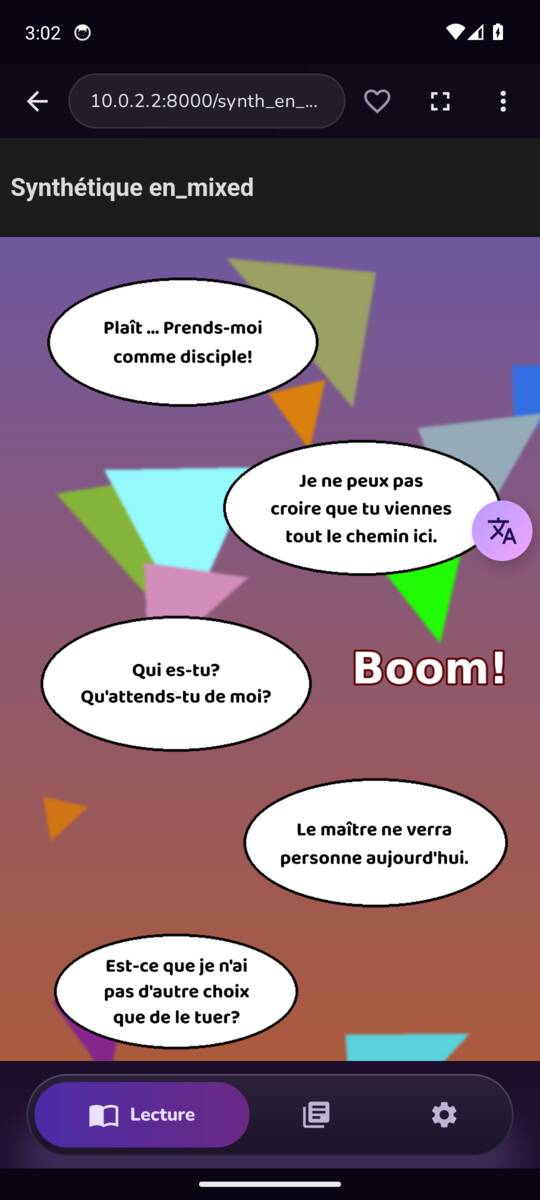 3:02
10.0.2.2:8000/synth_en_...
Synthétique en_mixed
Plaît ... Prends-moi
comme disciple!
Je ne peux pas
croire que tu viennes
tout le chemin ici.
Qui es-tu?
Qu'attends-tu de moi?
Boom!
Le maître ne verra
personne aujourd'hui.
Est-ce que je n'ai
pas d'autre choix
que de le tuer?
Lecture